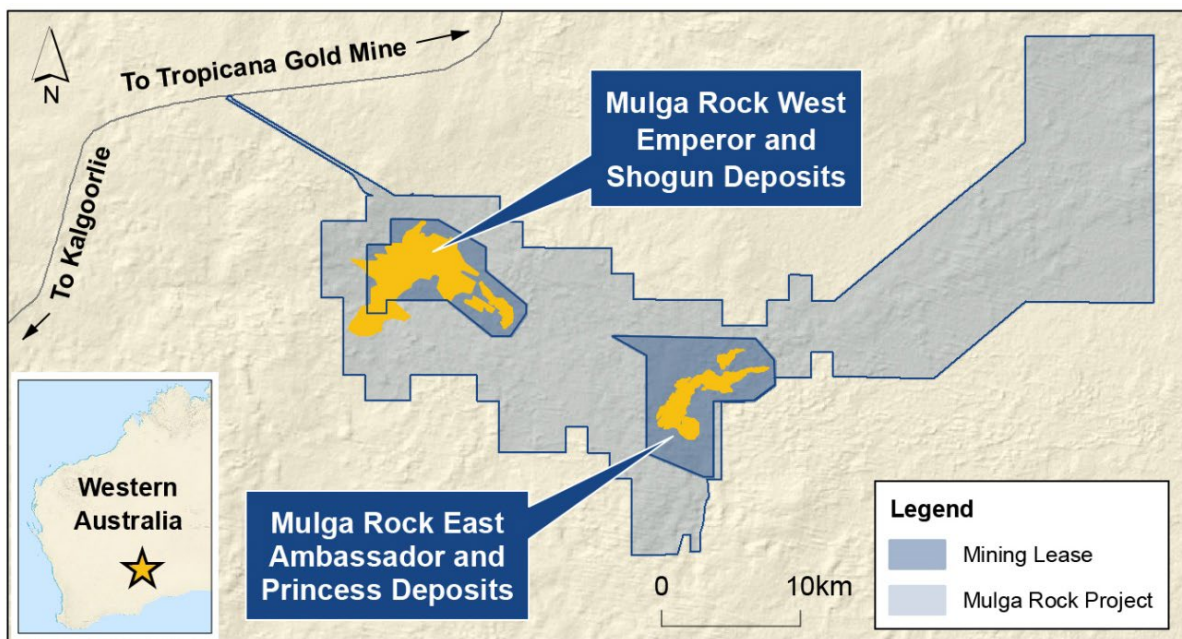 To Tropicana Gold Mine
N
To Kalgoorlie
Mulga Rock West
Emperor and
Shogun Deposits
Western
Australia
Mulga Rock East
Ambassador and
Princess Deposits
0 10km
Legend
Mining Lease
Mulga Rock Project